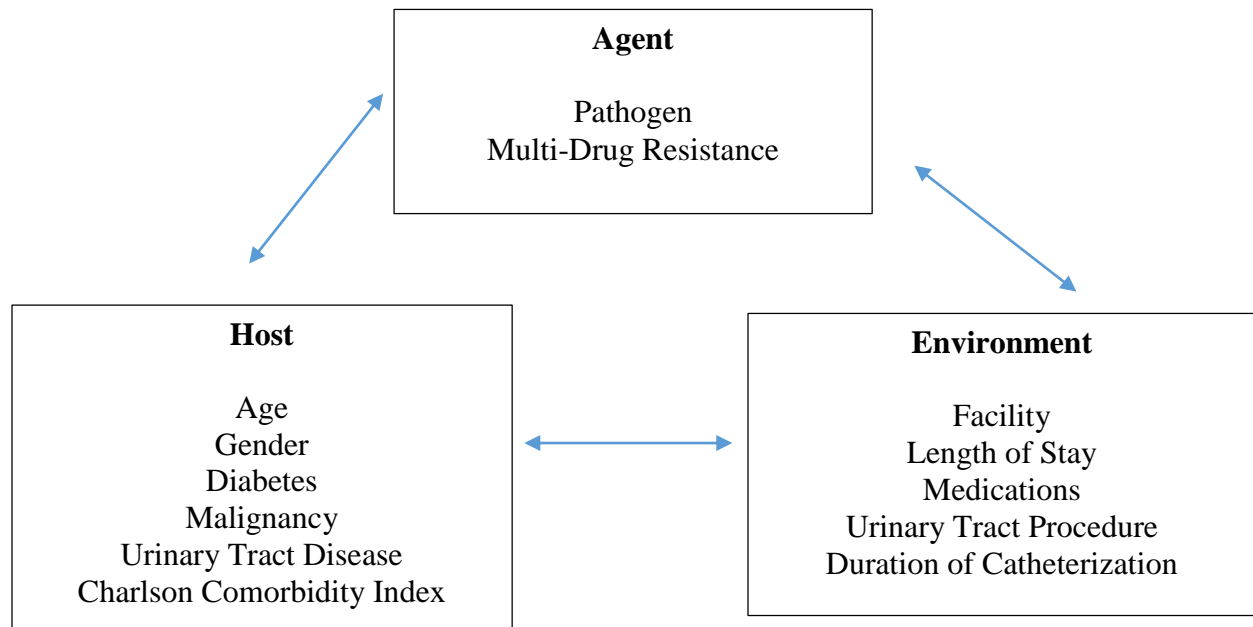 Agent
Pathogen
Multi-Drug Resistance
Host
Age
Gender
Diabetes
Malignancy
Urinary Tract Disease
Charlson Comorbidity Index
Environment
Facility
Length of Stay
Medications
Urinary Tract Procedure
Duration of Catheterization